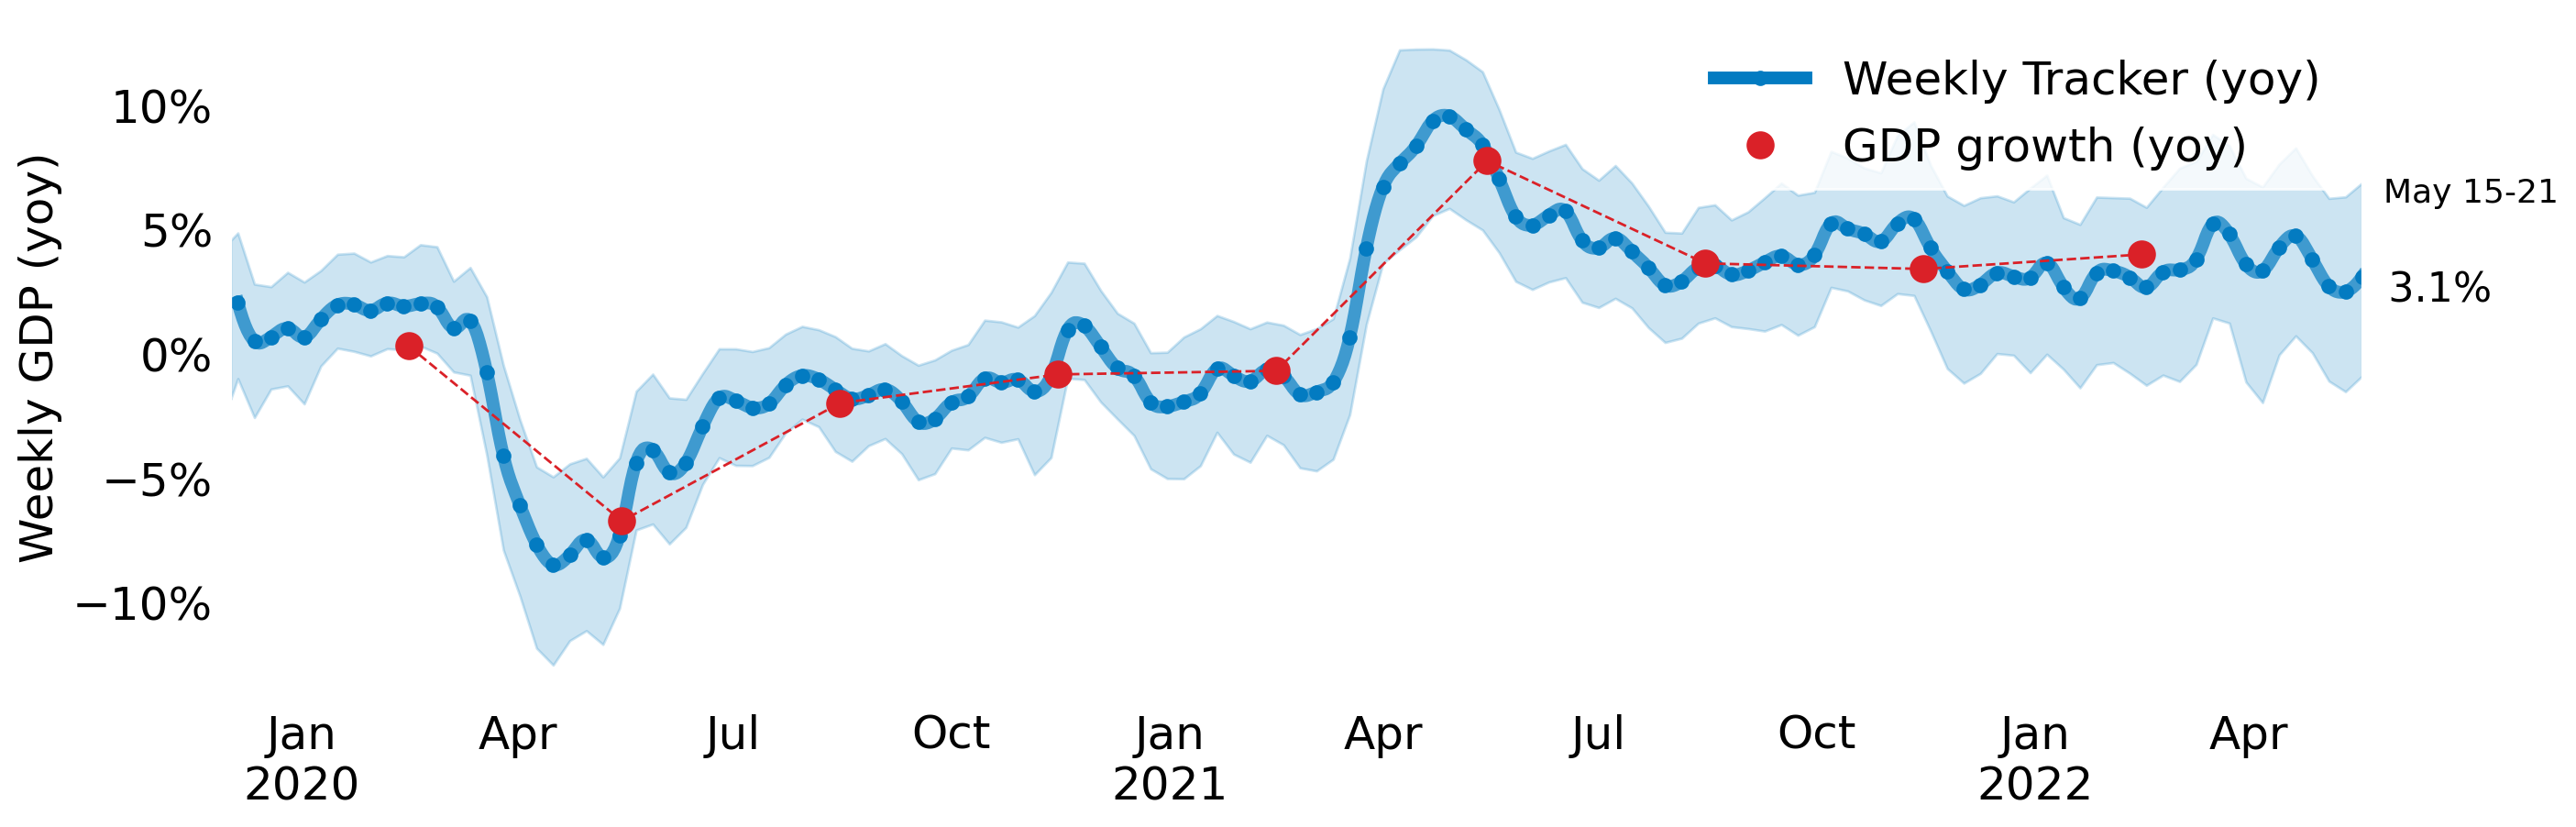 Weekly GDP (yoy)
10%
5%
0%
−5%
−10%
Weekly Tracker (yoy)
GDP growth (yoy)
May 15-21
3.1%
Jan Apr Jul Oct Jan Apr Jul Oct Jan Apr
2020 2021 2022